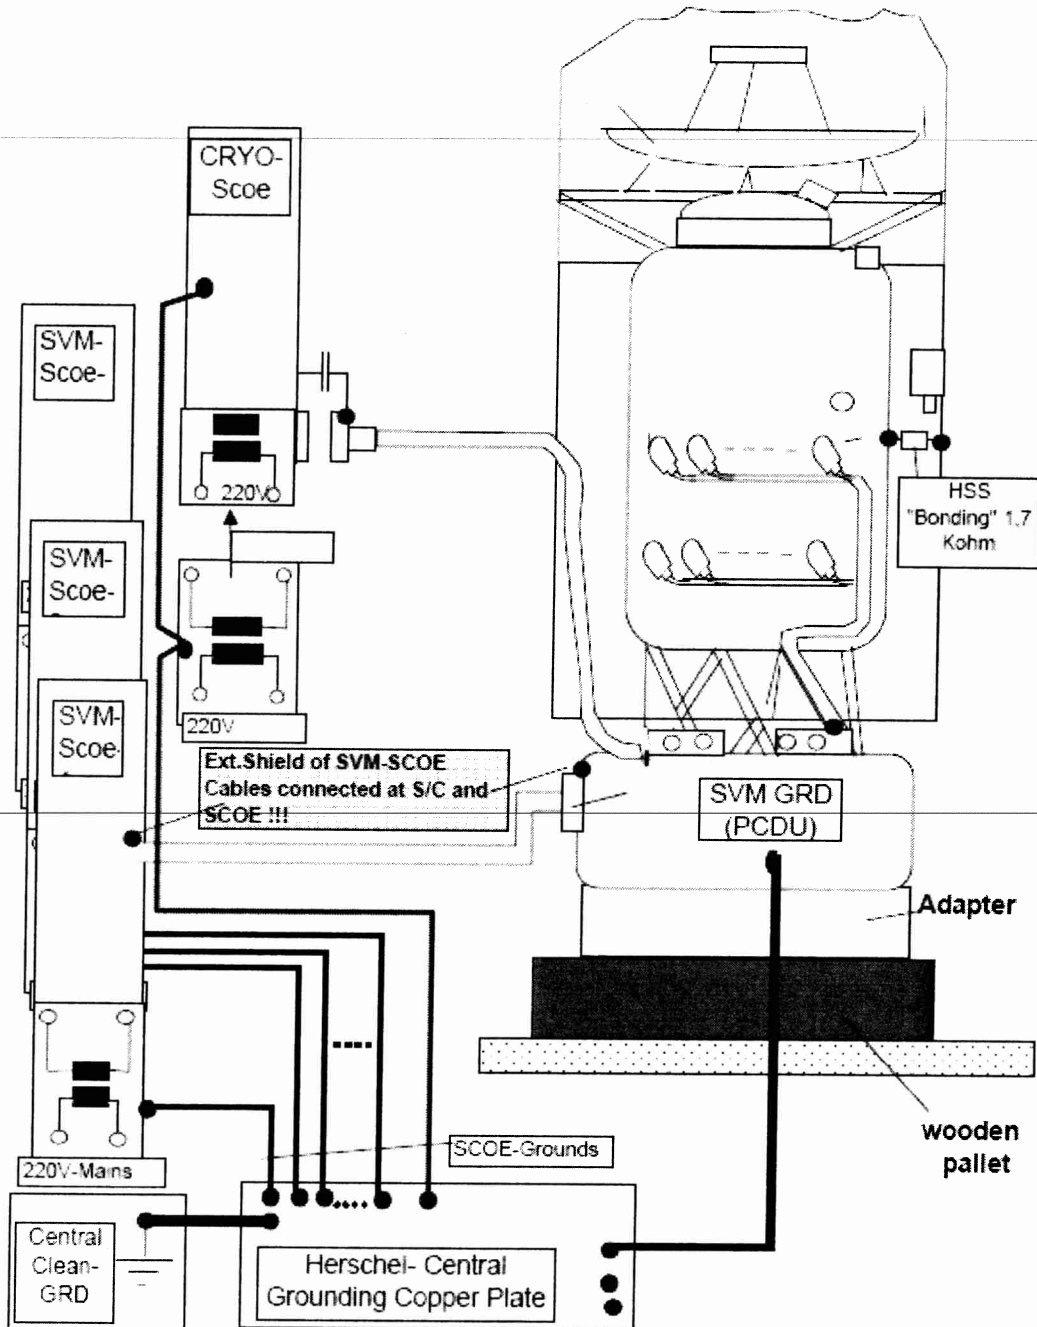 CRYO-
Scoe
SVM-
Scoe-
SVM-
Scoe-
SVM-
Scoe-
220V
220V
HSS
"Bonding" 1,7
Kohm
Ext.Shield of SVM-SCOE
Cables connected at S/C and
SCOE !!!
SVM GRD
(PCDU)
Adapter
wooden
pallet
SCOE-Grounds
220V-Mains
Central
Clean-
GRD
Herschel- Central
Grounding Copper Plate